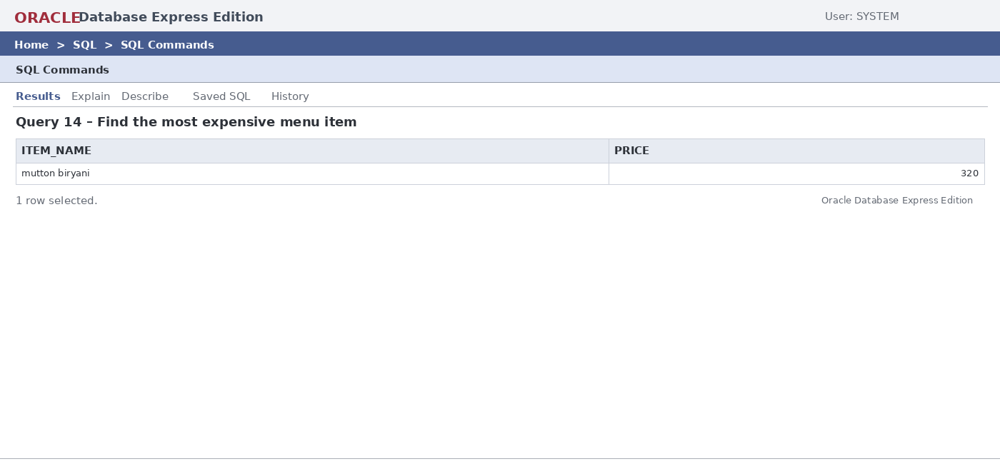 ORACLE Database Express Edition User: SYSTEM
Home > SQL > SQL Commands
SQL Commands
Results Explain Describe Saved SQL History
Query 14 – Find the most expensive menu item
ITEM_NAME PRICE
mutton biryani 320
1 row selected. Oracle Database Express Edition